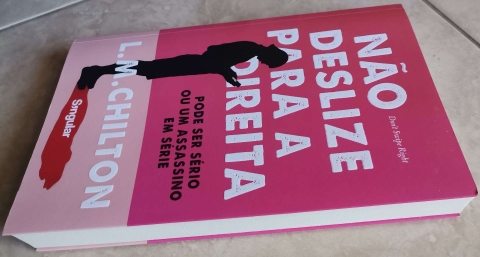 NÃO
DESLIZE
PARA A
DIREITA
Don't Swipe Right
PODE SER SÉRIO
OU UM ASSASSINO
EM SÉRIE
L.M.CHILTON
Singular